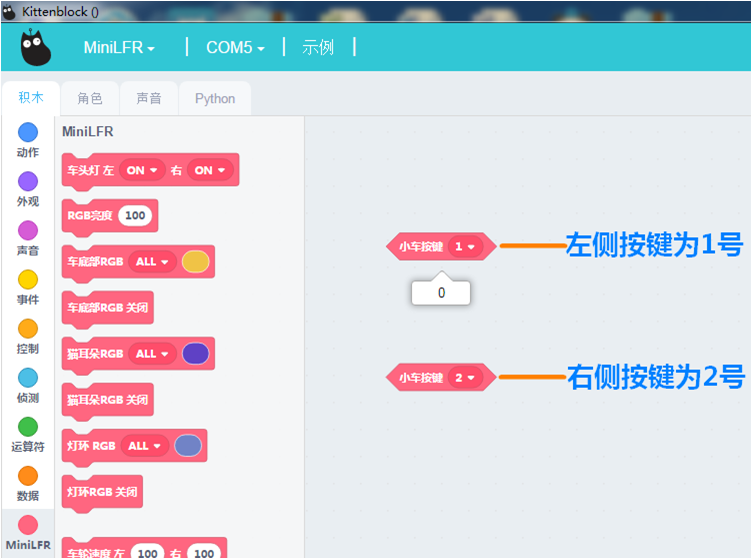 Kittenblock ()
MiniLFR COM5 示例
积木 角色 声音 Python
动作
外观
声音
事件
控制
侦测
运算符
数据
MiniLFR
MiniLFR
车头灯 左 ON 右 ON
RGB亮度 100
车底部RGB ALL
车底部RGB 关闭
猫耳朵RGB ALL
猫耳朵RGB 关闭
灯环 RGB ALL
灯环RGB 关闭
车轮速度 左 100 右 100
小车按键 1 左侧按键为1号
0
小车按键 2 右侧按键为2号